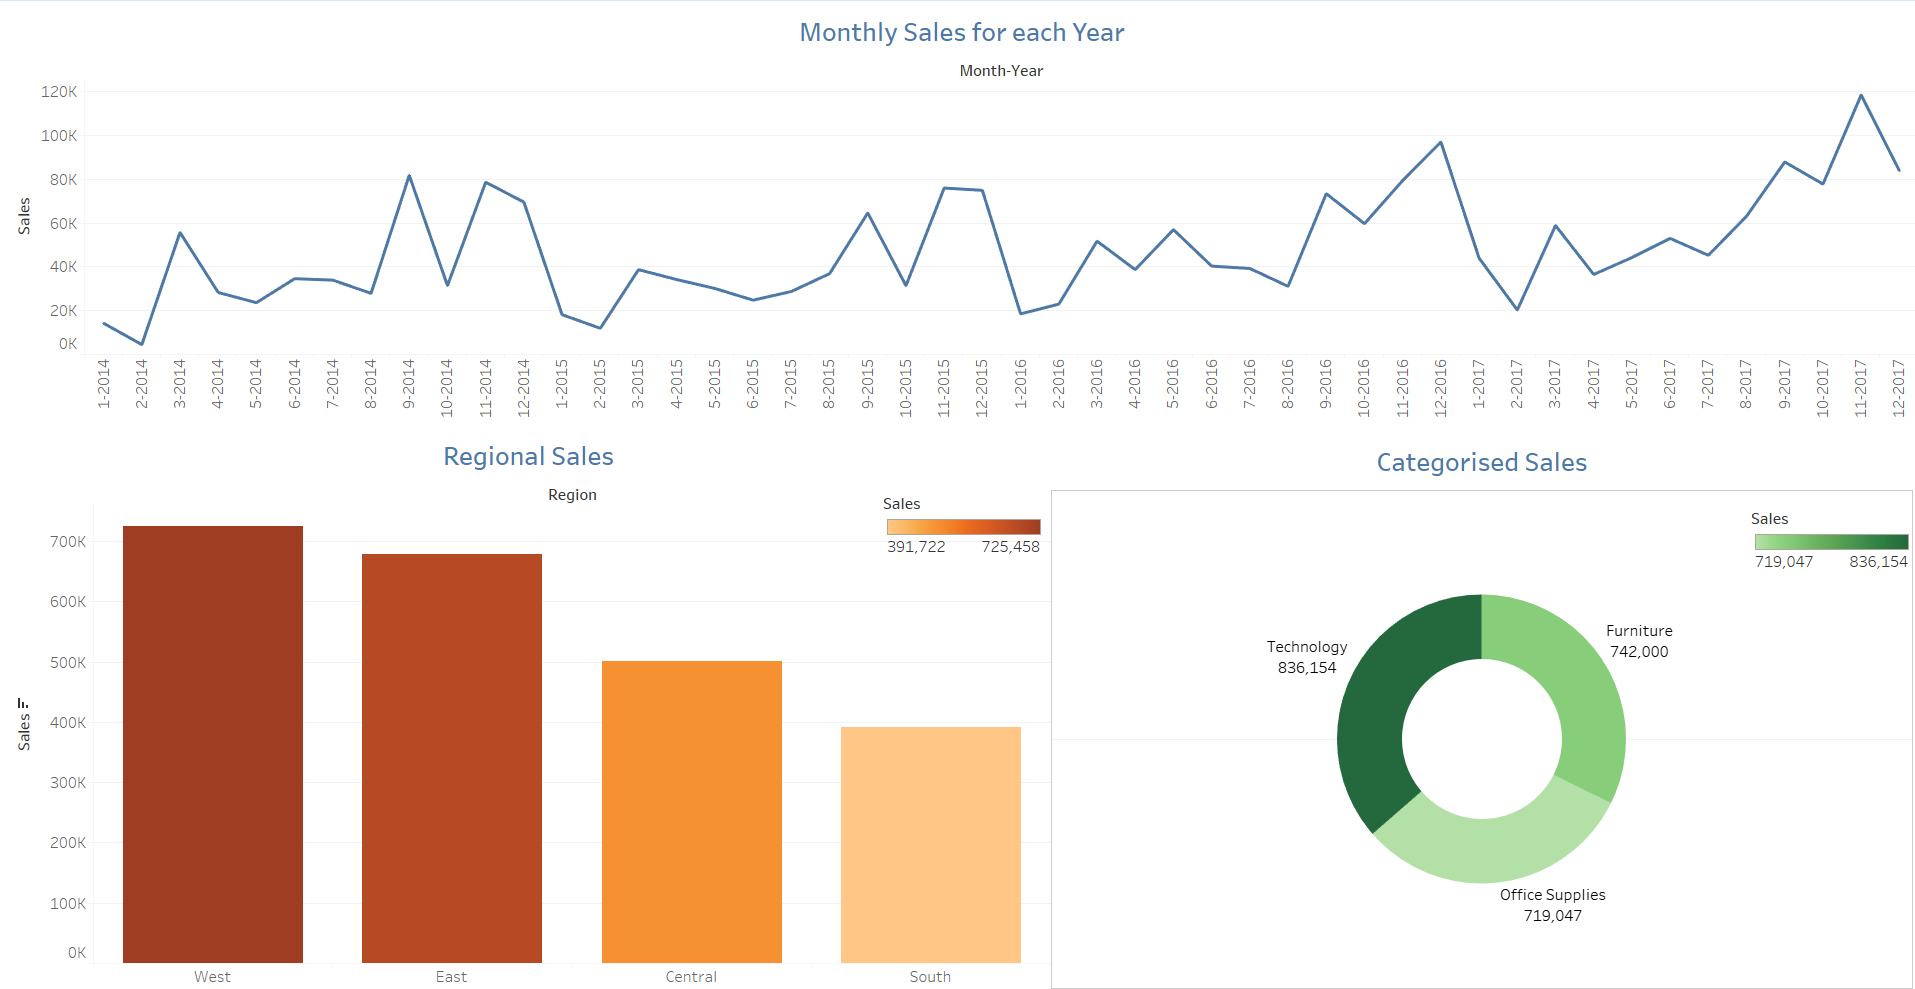 Monthly Sales for each Year
Month-Year
120K
100K
80K
60K
40K
20K
0K
Sales
1-2014
2-2014
3-2014
4-2014
5-2014
6-2014
7-2014
8-2014
9-2014
10-2014
11-2014
12-2014
1-2015
2-2015
3-2015
4-2015
5-2015
6-2015
7-2015
8-2015
9-2015
10-2015
11-2015
12-2015
1-2016
2-2016
3-2016
4-2016
5-2016
6-2016
7-2016
8-2016
9-2016
10-2016
11-2016
12-2016
1-2017
2-2017
3-2017
4-2017
5-2017
6-2017
7-2017
8-2017
9-2017
10-2017
11-2017
12-2017
Regional Sales
Region
Sales
391,722 725,458
700K
600K
500K
400K
300K
200K
100K
0K
Sales
West
East
Central
South
Categorised Sales
Sales
719,047 836,154
Technology
836,154
Furniture
742,000
Office Supplies
719,047